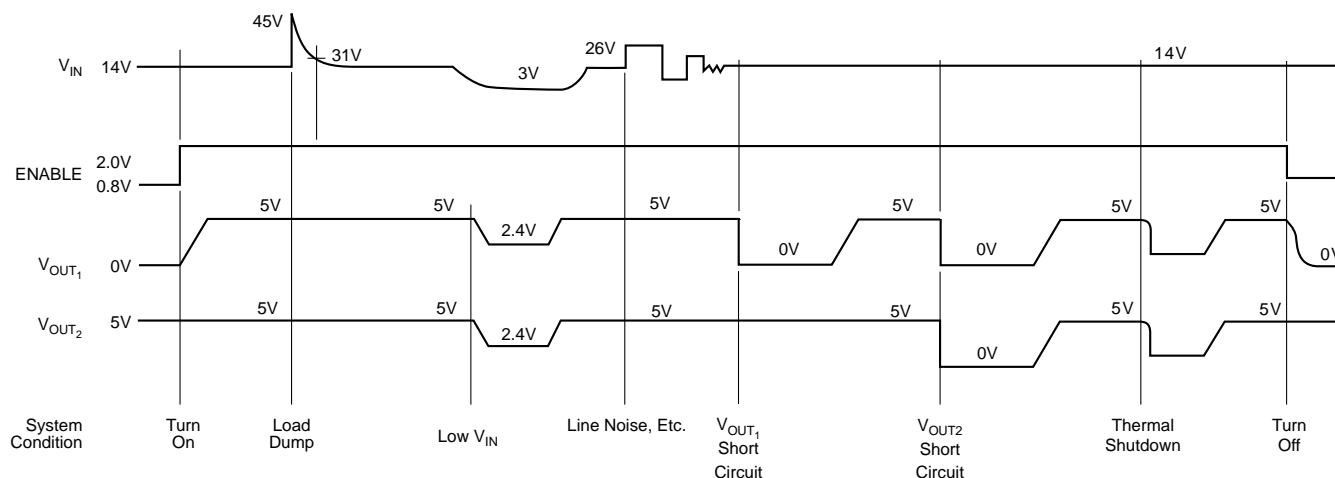 45V
31V
26V
V_IN 14V 3V 14V
2.0V
ENABLE
0.8V
5V 5V 5V 5V 5V 5V
2.4V
V_OUT1 0V 0V 0V 0V
V_OUT2 5V 5V 5V 5V 5V 5V 5V
2.4V 0V
System Condition
Turn On
Load Dump
Low V_IN
Line Noise, Etc.
V_OUT1 Short Circuit
V_OUT2 Short Circuit
Thermal Shutdown
Turn Off